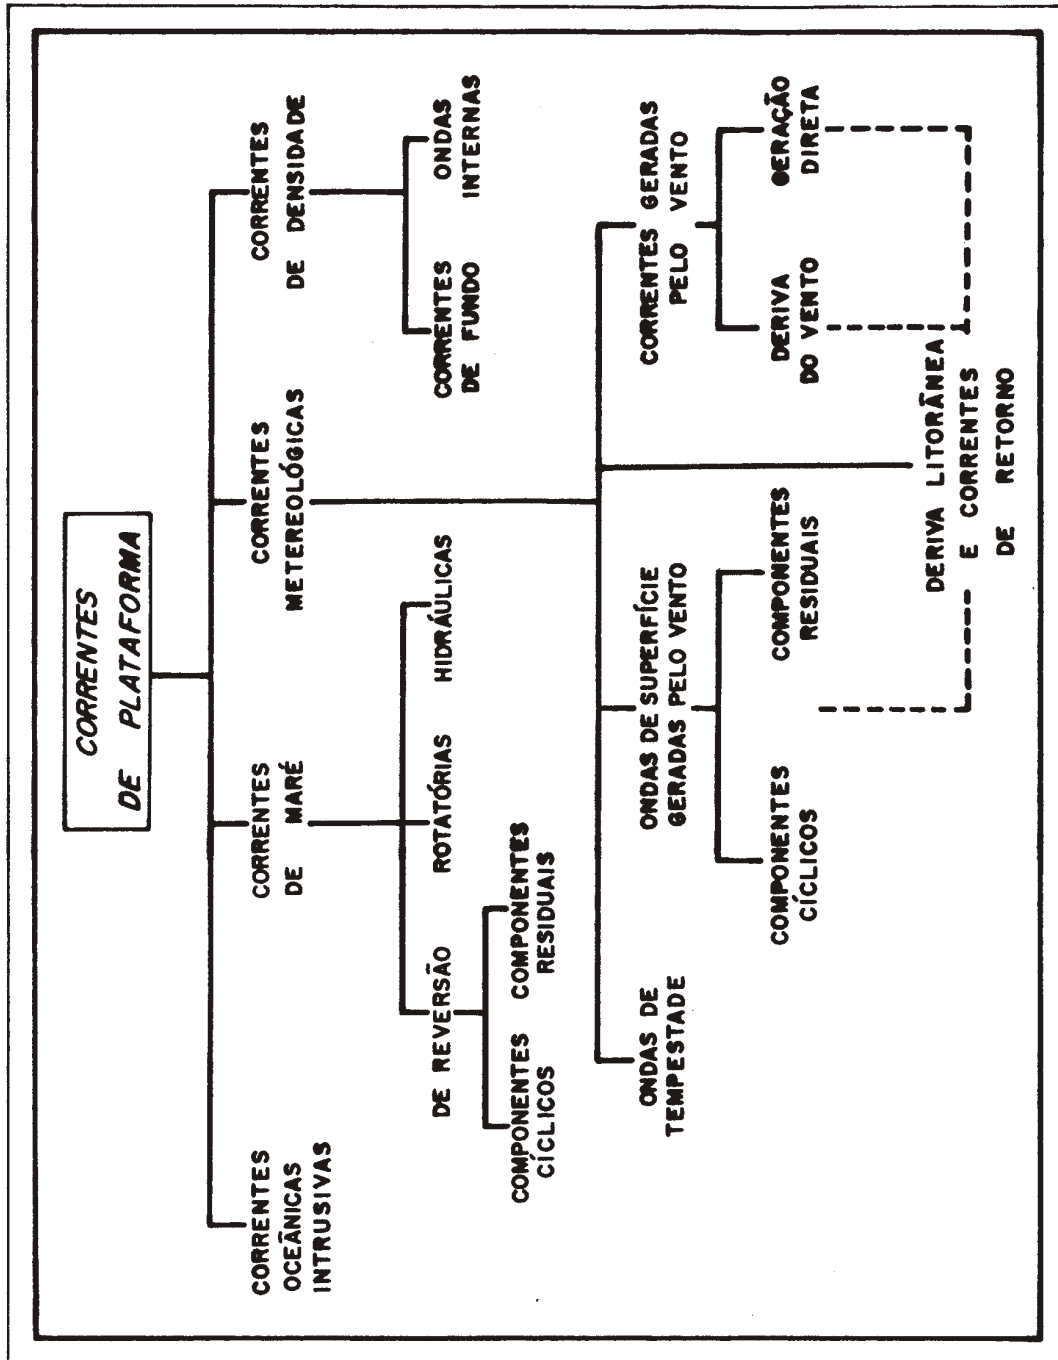 CORRENTES
DE PLATAFORMA
CORRENTES
OCEÂNICAS
INTRUSIVAS
CORRENTES
DE MARÉ
CORRENTES
METEREOLÓGICAS
CORRENTES
DE DENSIDADE
DE REVERSÃO
ROTATÓRIAS
HIDRÁULICAS
CORRENTES
DE FUNDO
ONDAS
INTERNAS
COMPONENTES
CÍCLICOS
COMPONENTES
RESIDUAIS
ONDAS DE
TEMPESTADE
ONDAS DE SUPERFÍCIE
GERADAS PELO VENTO
CORRENTES GERADAS
PELO VENTO
COMPONENTES
CÍCLICOS
COMPONENTES
RESIDUAIS
DERIVA
DO VENTO
GERAÇÃO
DIRETA
DERIVA LITORÂNEA
E CORRENTES
DE RETORNO